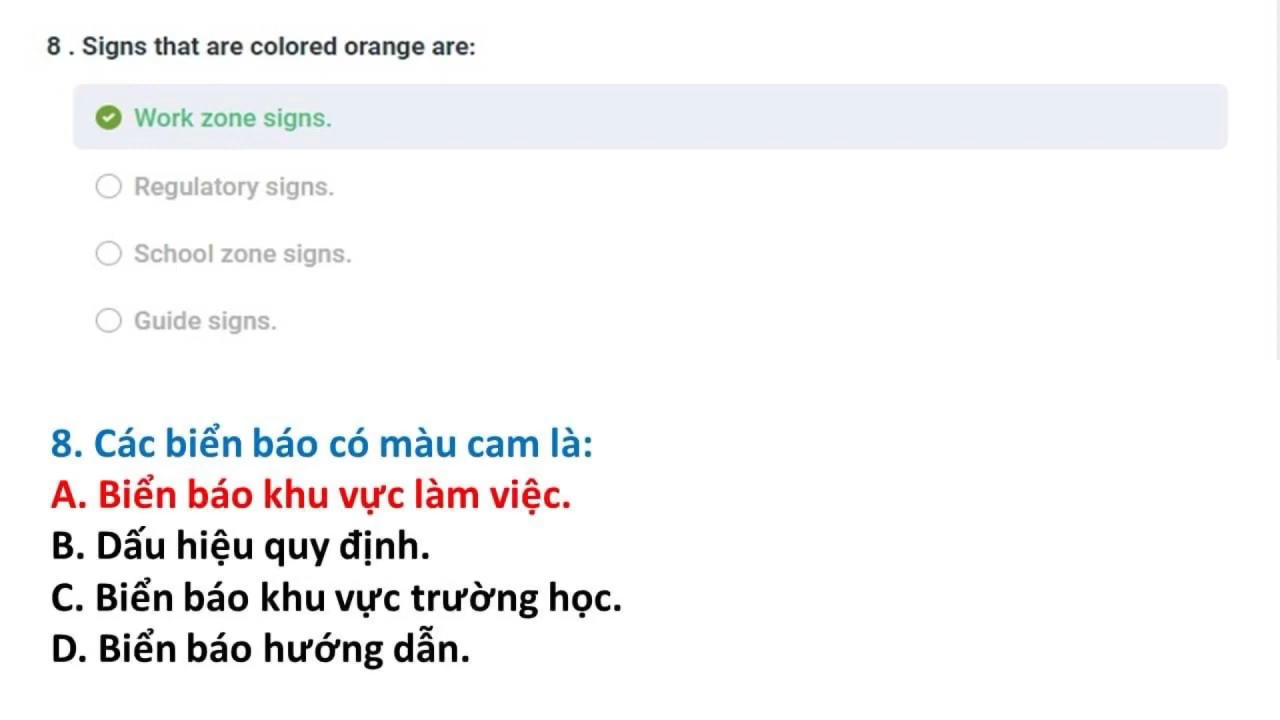 8 . Signs that are colored orange are:
Work zone signs.
Regulatory signs.
School zone signs.
Guide signs.
8. Các biển báo có màu cam là:
A. Biển báo khu vực làm việc.
B. Dấu hiệu quy định.
C. Biển báo khu vực trường học.
D. Biển báo hướng dẫn.